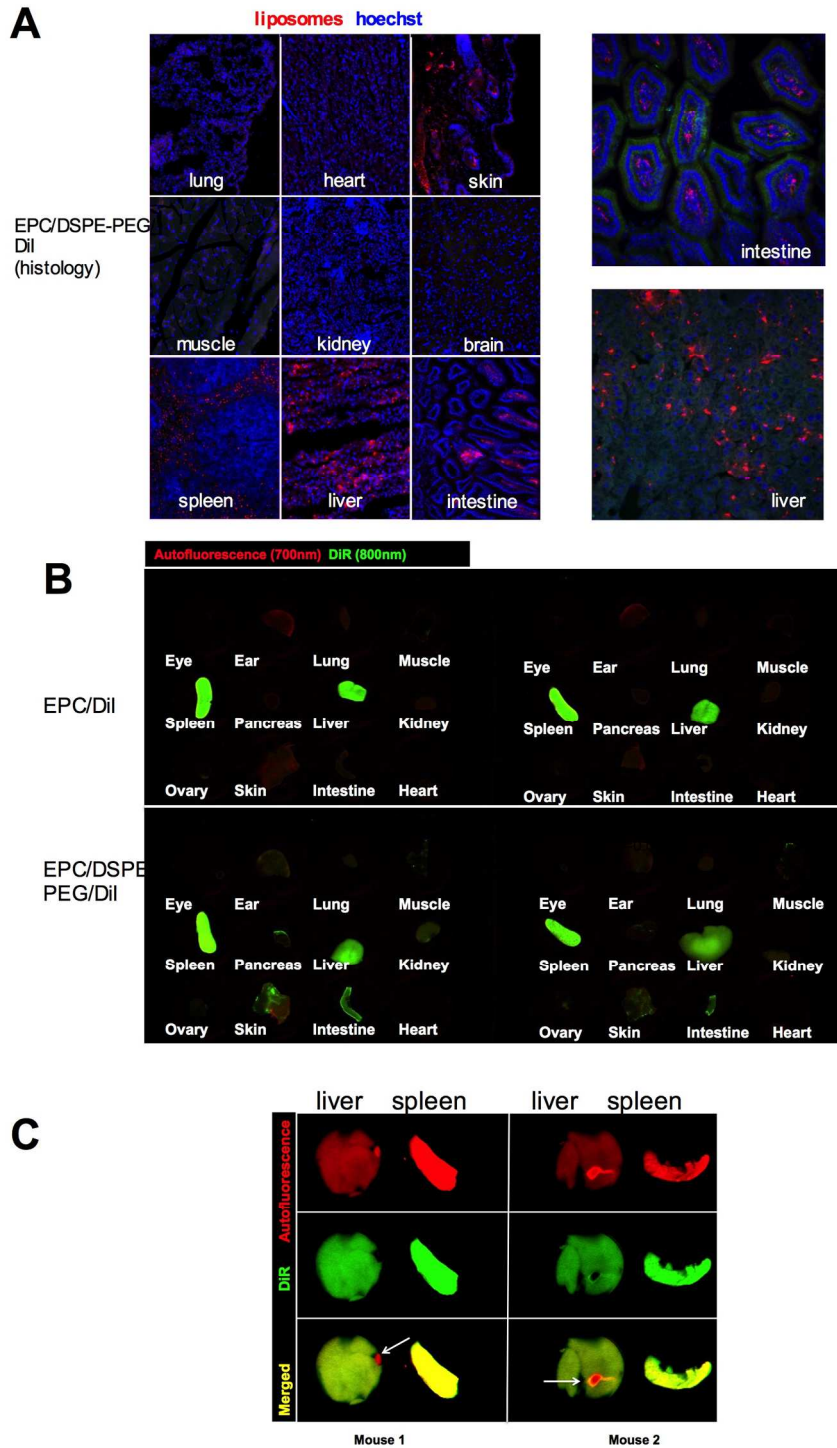 A
liposomes hoechst
lung heart skin
EPC/DSPE-PEG
DiI
(histology)
muscle kidney brain
spleen liver intestine
intestine
liver
B
Autofluorescence (700nm) DiR (800nm)
EPC/DiI
Eye Ear Lung Muscle
Spleen Pancreas Liver Kidney
Ovary Skin Intestine Heart
Eye Ear Lung Muscle
Spleen Pancreas Liver Kidney
Ovary Skin Intestine Heart
EPC/DSPE
PEG/DiI
Eye Ear Lung Muscle
Spleen Pancreas Liver Kidney
Ovary Skin Intestine Heart
Eye Ear Lung Muscle
Spleen Pancreas Liver Kidney
Ovary Skin Intestine Heart
C
liver spleen liver spleen
Autofluorescence
DiR
Merged
Mouse 1 Mouse 2